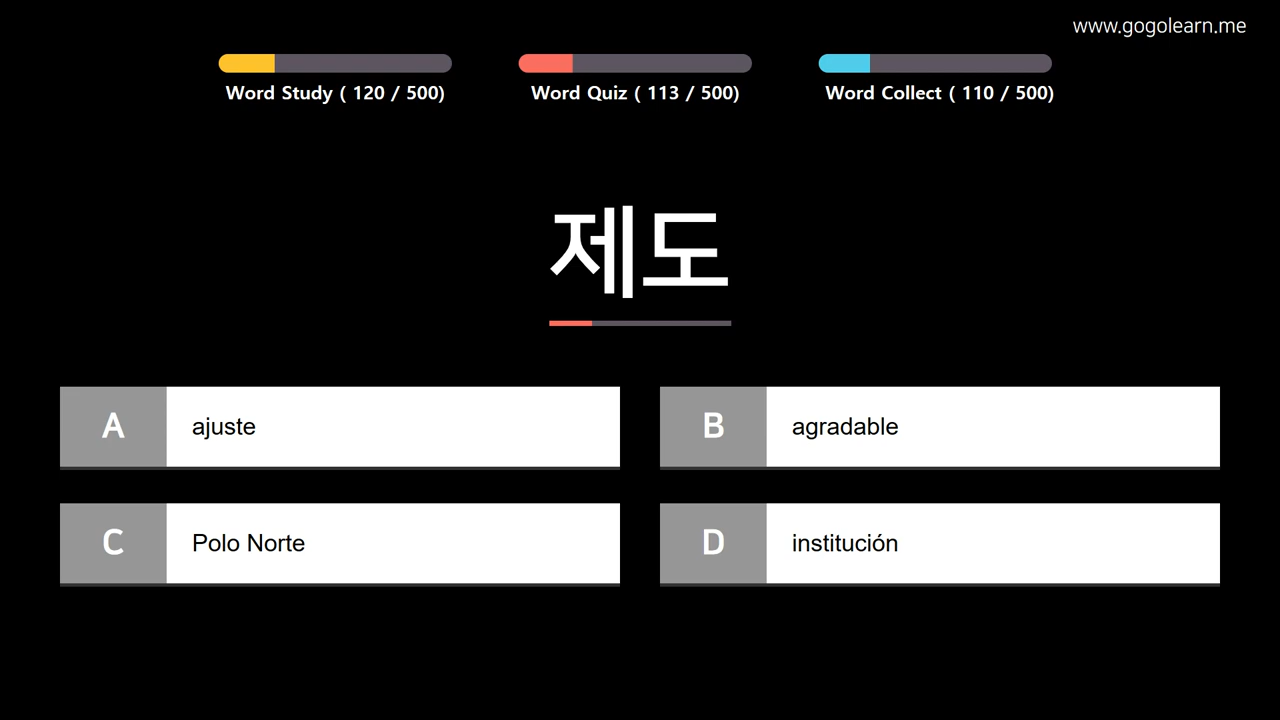 www.gogolearn.me
Word Study ( 120 / 500)
Word Quiz ( 113 / 500)
Word Collect ( 110 / 500)
제도
A ajuste
B agradable
C Polo Norte
D institución